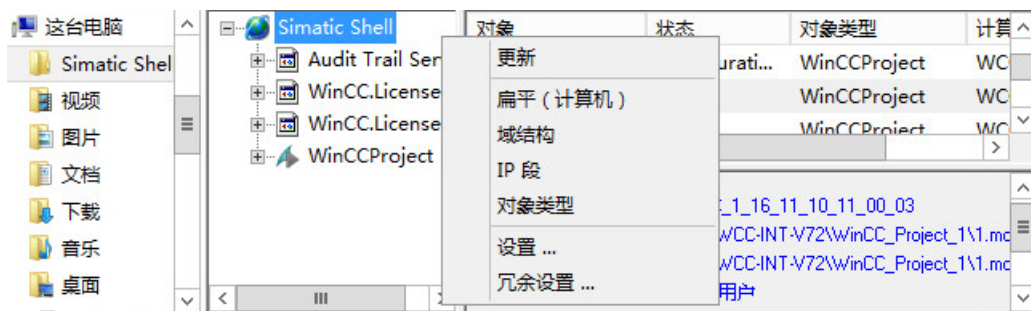 这台电脑
Simatic Shel
视频
图片
文档
下载
音乐
桌面
Simatic Shell
Audit Trail Ser
WinCC.License
WinCC.License
WinCCProject
更新
扁平（计算机）
域结构
IP 段
对象类型
设置 ...
冗余设置 ...
对象 状态 对象类型 计算
urati... WinCCProject WC
WinCCProject WC
WinCCProject WC
_1_16_11_10_11_00_03
WCC-INT-V72\WinCC_Project_1\1.mc
WCC-INT-V72\WinCC_Project_1\1.mc
用户